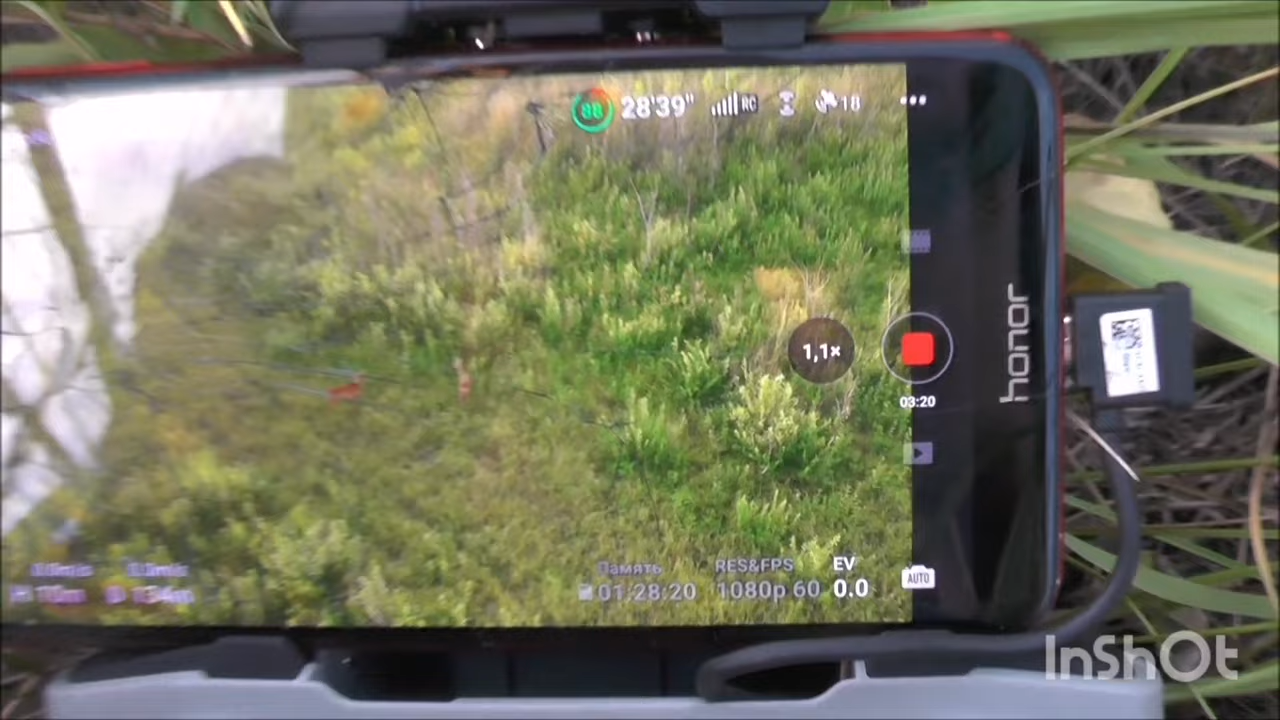 88 28'39" RC 18
1,1×
03:20
honor
Память RES&FPS EV
01:28:20 1080p 60 0.0 AUTO
InShOt